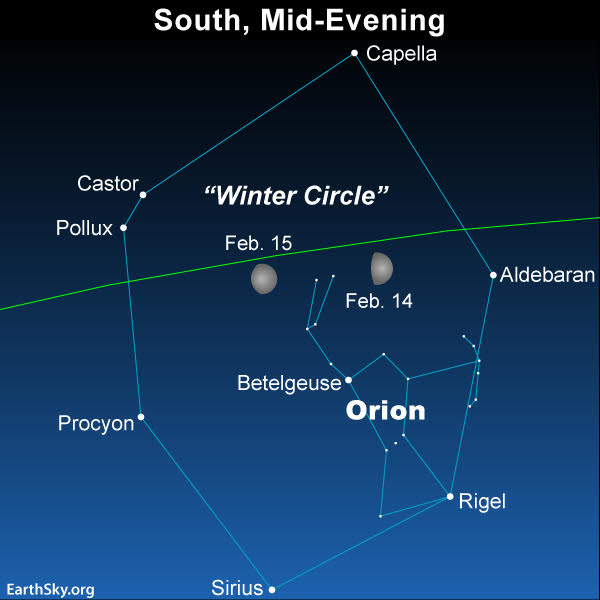 South, Mid-Evening
Capella
Castor
“Winter Circle”
Pollux
Feb. 15
Aldebaran
Feb. 14
Betelgeuse
Orion
Procyon
Rigel
EarthSky.org
Sirius